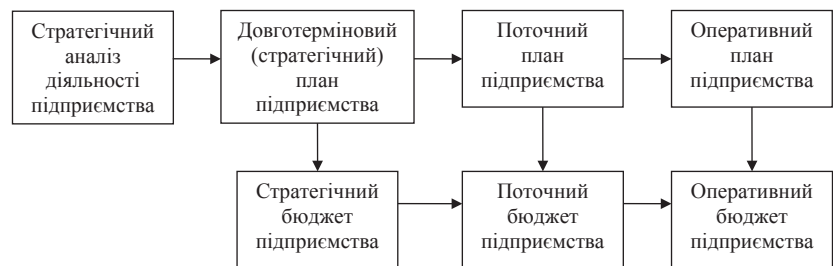 Стратегічний
аналіз
діяльності
підприємства
Довготерміновий
(стратегічний)
план
підприємства
Поточний
план
підприємства
Оперативний
план
підприємства
Стратегічний
бюджет
підприємства
Поточний
бюджет
підприємства
Оперативний
бюджет
підприємства